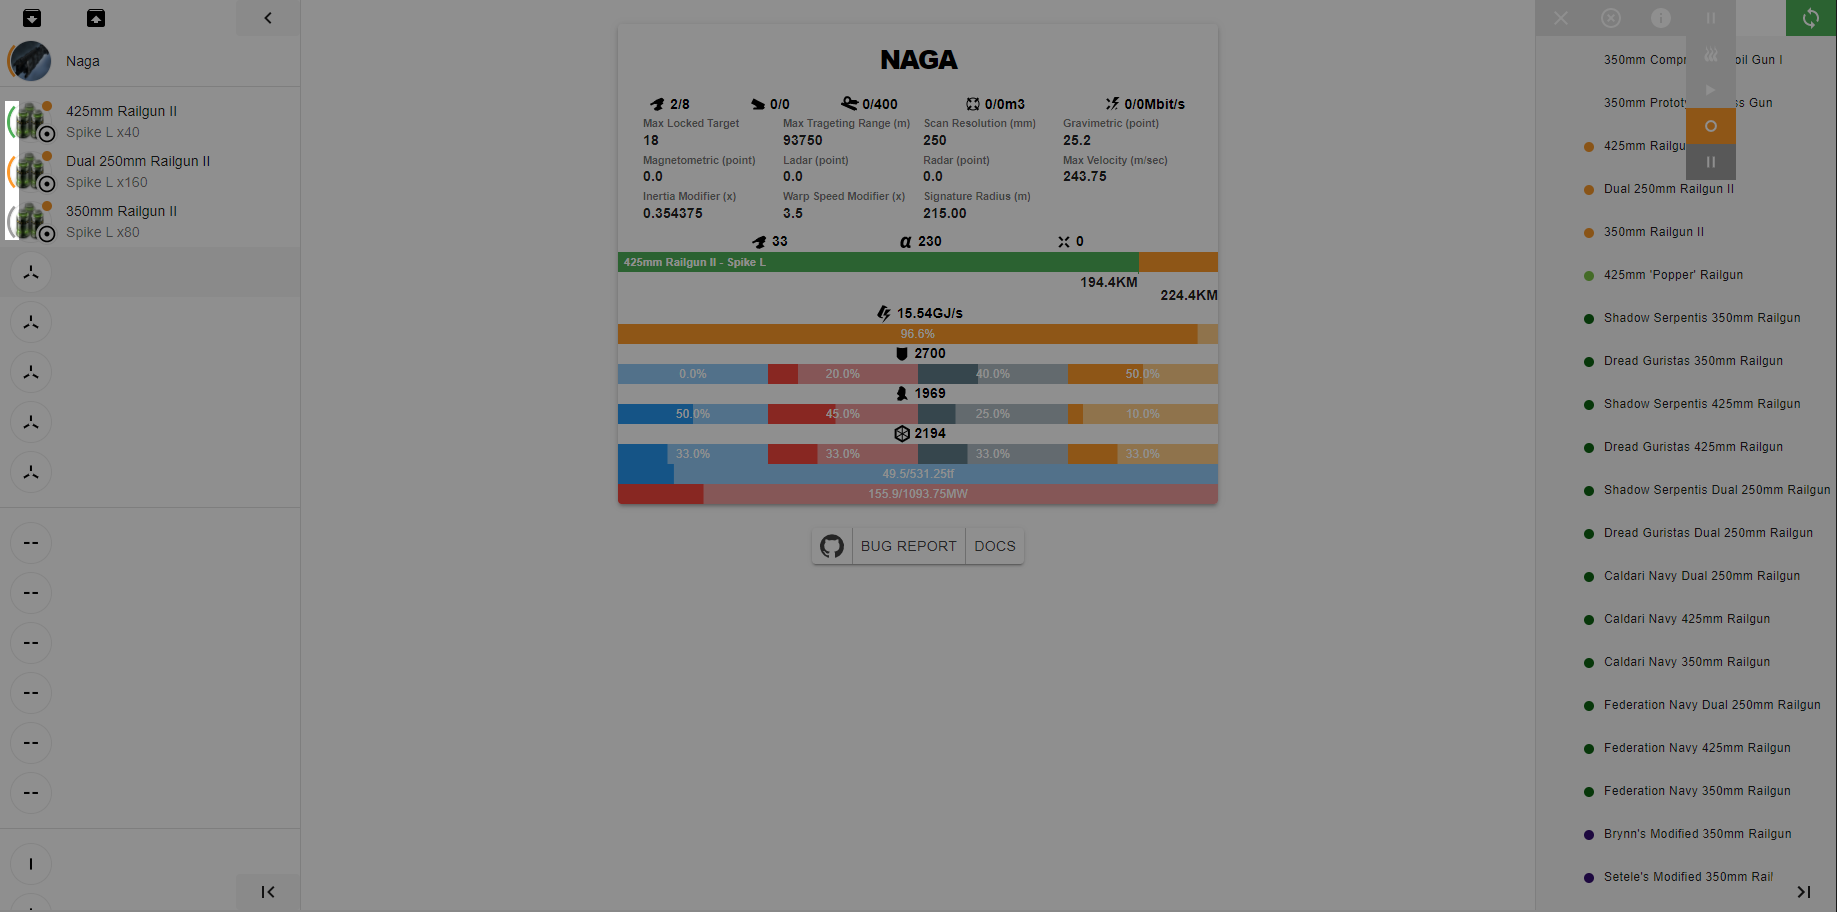 Naga
425mm Railgun II
Spike L x40
Dual 250mm Railgun II
Spike L x160
350mm Railgun II
Spike L x80
NAGA
2/8
0/0
0/400
0/0m3
0/0Mbit/s
Max Locked Target
18
Max Trageting Range (m)
93750
Scan Resolution (mm)
250
Gravimetric (point)
25.2
Magnetometric (point)
0.0
Ladar (point)
0.0
Radar (point)
0.0
Max Velocity (m/sec)
243.75
Inertia Modifier (x)
0.354375
Warp Speed Modifier (x)
3.5
Signature Radius (m)
215.00
33
α 230
0
425mm Railgun II - Spike L
194.4KM
224.4KM
15.54GJ/s
96.6%
2700
0.0% 20.0% 40.0% 50.0%
1969
50.0% 45.0% 25.0% 10.0%
2194
33.0% 33.0% 33.0% 33.0%
49.5/531.25tf
155.9/1093.75MW
BUG REPORT
DOCS
350mm Compr oil Gun I
350mm Protot ss Gun
425mm Railgu
Dual 250mm Railgun II
350mm Railgun II
425mm 'Popper' Railgun
Shadow Serpentis 350mm Railgun
Dread Guristas 350mm Railgun
Shadow Serpentis 425mm Railgun
Dread Guristas 425mm Railgun
Shadow Serpentis Dual 250mm Railgun
Dread Guristas Dual 250mm Railgun
Caldari Navy Dual 250mm Railgun
Caldari Navy 425mm Railgun
Caldari Navy 350mm Railgun
Federation Navy Dual 250mm Railgun
Federation Navy 425mm Railgun
Federation Navy 350mm Railgun
Brynn's Modified 350mm Railgun
Setele's Modified 350mm Rail